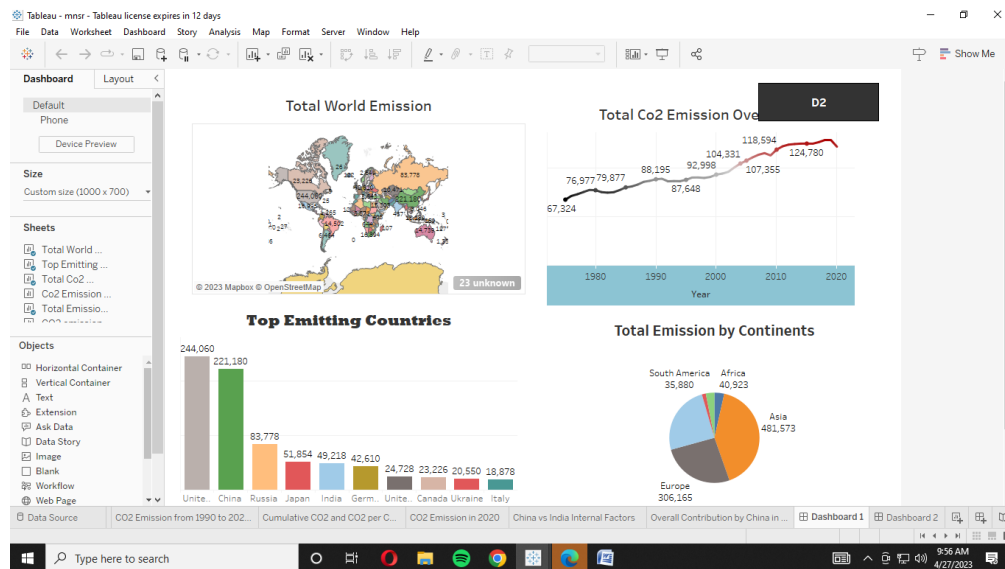 Tableau - mnsr - Tableau license expires in 12 days
File Data Worksheet Dashboard Story Analysis Map Format Server Window Help
Show Me
Dashboard Layout
Default
Phone
Device Preview
Size
Custom size (1000 x 700)
Sheets
Total World ...
Top Emitting ...
Total Co2 ...
Co2 Emission ...
Total Emissio...
Objects
Horizontal Container
Vertical Container
Text
Extension
Ask Data
Data Story
Image
Blank
Workflow
Web Page
Total World Emission
83,778
244,060
221,180
© 2023 Mapbox © OpenStreetMap
23 unknown
Total Co2 Emission Ove
D2
67,324
76,977
79,877
88,195
87,648
92,998
104,331
118,594
107,355
124,780
1980 1990 2000 2010 2020
Year
Top Emitting Countries
244,060
221,180
83,778
51,854
49,218
42,610
24,728
23,226
20,550
18,878
Unite.. China Russia Japan India Germ.. Unite.. Canada Ukraine Italy
Total Emission by Continents
South America
35,880
Africa
40,923
Asia
481,573
Europe
306,165
Data Source CO2 Emission from 1990 to 202... Cumulative CO2 and CO2 per C... CO2 Emission in 2020 China vs India Internal Factors Overall Contribution by China in ... Dashboard 1 Dashboard 2
Type here to search
9:56 AM
4/27/2023